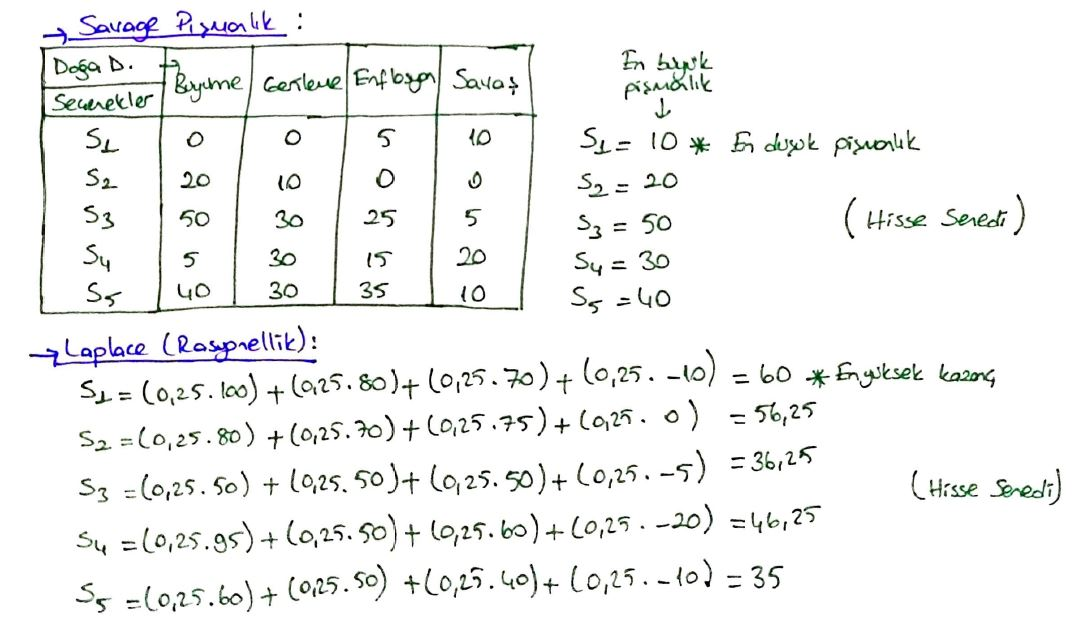 → Savage Pişmanlık :
Doğa D. → Büyüme Gerileme Enflasyon Savaş
Seçenekler
S1 0 0 5 10
S2 20 10 0 0
S3 50 30 25 5
S4 5 30 15 20
S5 40 30 35 10
En büyük
pişmanlık
↓
S1 = 10 * En düşük pişmanlık
S2 = 20
S3 = 50
S4 = 30
S5 = 40
(Hisse Senedi)
→ Laplace (Rasyonellik):
S1 = (0,25.100) + (0,25.80) + (0,25.70) + (0,25.-10) = 60 * En yüksek kazanç
S2 = (0,25.80) + (0,25.70) + (0,25.75) + (0,25.0) = 56,25
S3 = (0,25.50) + (0,25.50) + (0,25.50) + (0,25.-5) = 36,25
(Hisse Senedi)
S4 = (0,25.95) + (0,25.50) + (0,25.60) + (0,25.-20) = 46,25
S5 = (0,25.60) + (0,25.50) + (0,25.40) + (0,25.-10) = 35